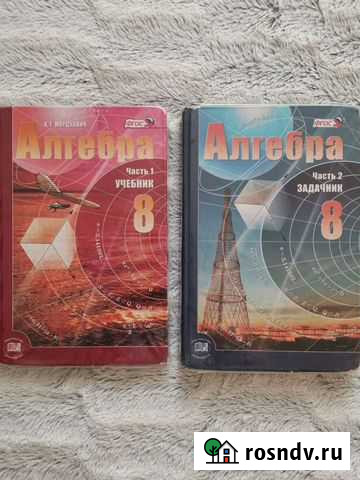 А.Г. МОРДКОВИЧ
ФГОС
Алгебра
Часть 1
УЧЕБНИК
8
ФГОС
Алгебра
Часть 2
ЗАДАЧНИК
8
rosndv.ru